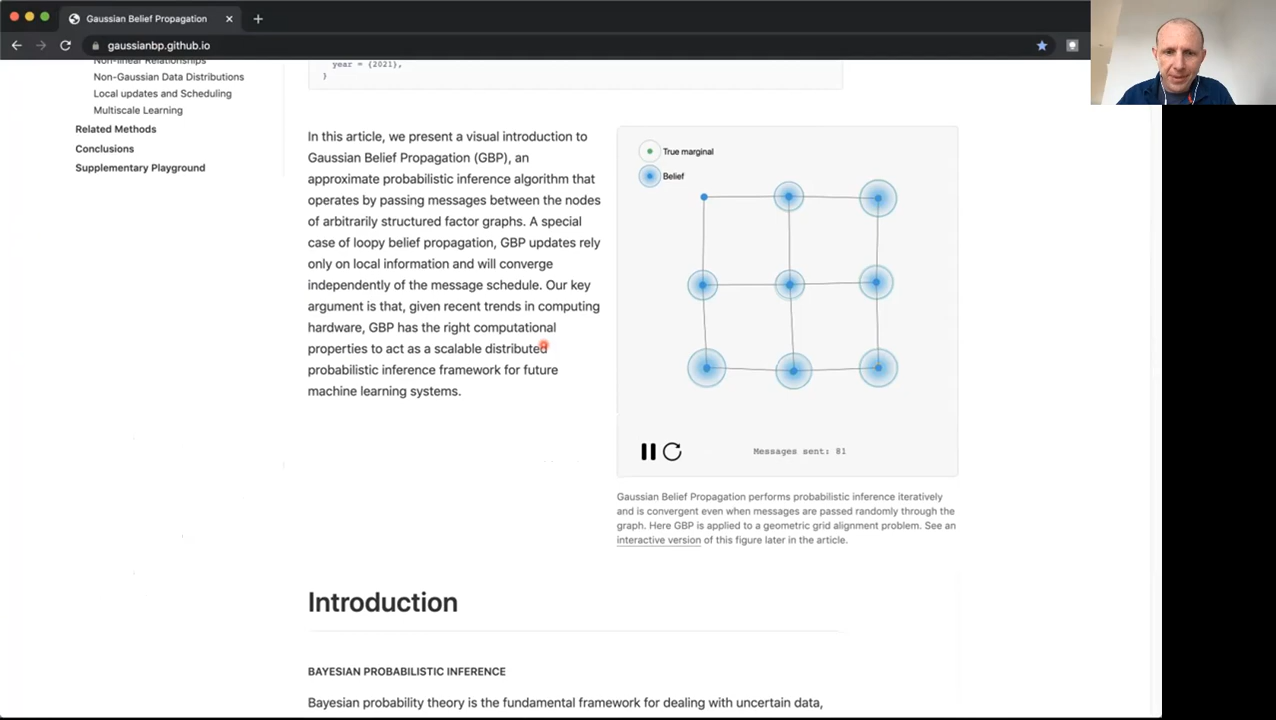 Gaussian Belief Propagation
gaussianbp.github.io
Non-linear Relationships
Non-Gaussian Data Distributions
Local updates and Scheduling
Multiscale Learning
Related Methods
Conclusions
Supplementary Playground
year = {2021},
}
In this article, we present a visual introduction to
Gaussian Belief Propagation (GBP), an
approximate probabilistic inference algorithm that
operates by passing messages between the nodes
of arbitrarily structured factor graphs. A special
case of loopy belief propagation, GBP updates rely
only on local information and will converge
independently of the message schedule. Our key
argument is that, given recent trends in computing
hardware, GBP has the right computational
properties to act as a scalable distributed
probabilistic inference framework for future
machine learning systems.
True marginal
Belief
Messages sent: 81
Gaussian Belief Propagation performs probabilistic inference iteratively
and is convergent even when messages are passed randomly through the
graph. Here GBP is applied to a geometric grid alignment problem. See an
interactive version of this figure later in the article.
Introduction
BAYESIAN PROBABILISTIC INFERENCE
Bayesian probability theory is the fundamental framework for dealing with uncertain data,